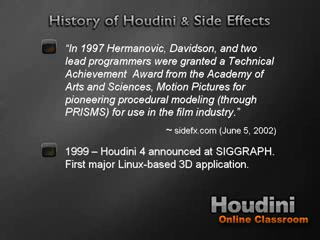 History of Houdini & Side Effects
“In 1997 Hermanovic, Davidson, and two
lead programmers were granted a Technical
Achievement  Award from the Academy of
Arts and Sciences, Motion Pictures for
pioneering procedural modeling (through
PRISMS) for use in the film industry.”
~ sidefx.com (June 5, 2002)
1999 – Houdini 4 announced at SIGGRAPH.
First major Linux-based 3D application.
Houdini
Online Classroom